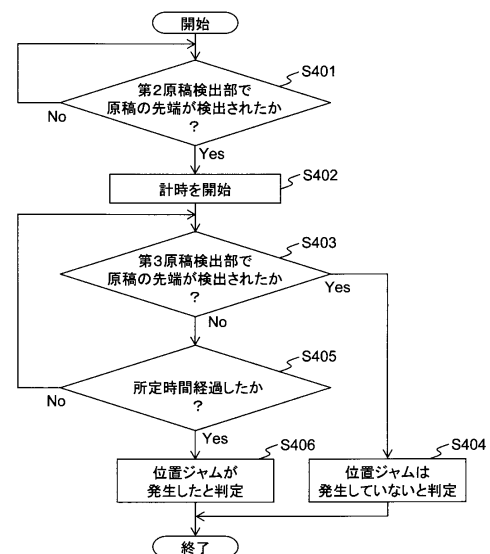 開始
S401
第2原稿検出部で
原稿の先端が検出されたか
?
No
Yes
S402
計時を開始
S403
第3原稿検出部で
原稿の先端が検出されたか
?
Yes
No
S405
所定時間経過したか
?
No
Yes
S406
位置ジャムが
発生したと判定
S404
位置ジャムは
発生していないと判定
終了